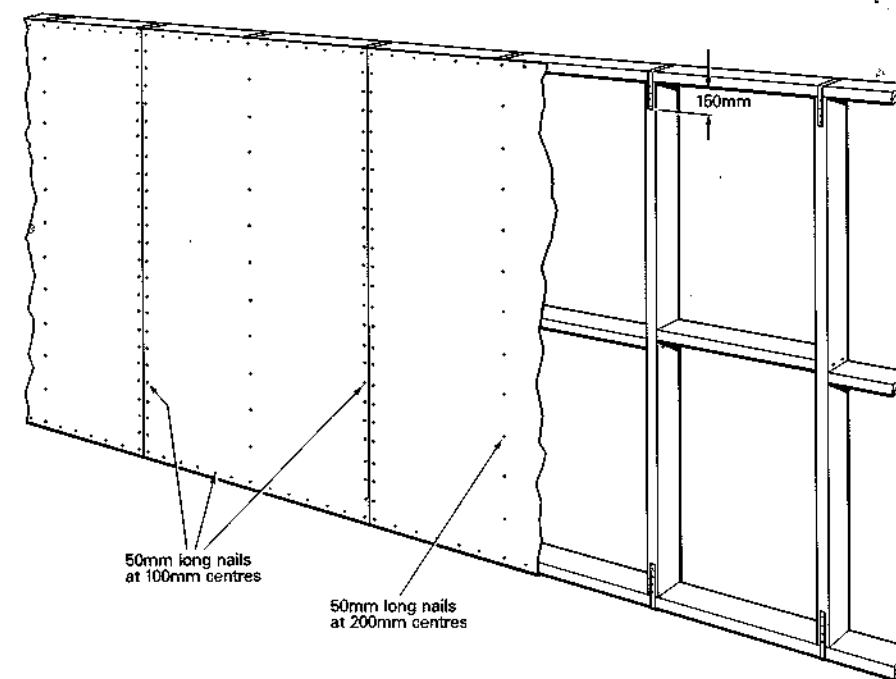 150mm
50mm long nails
at 100mm centres
50mm long nails
at 200mm centres